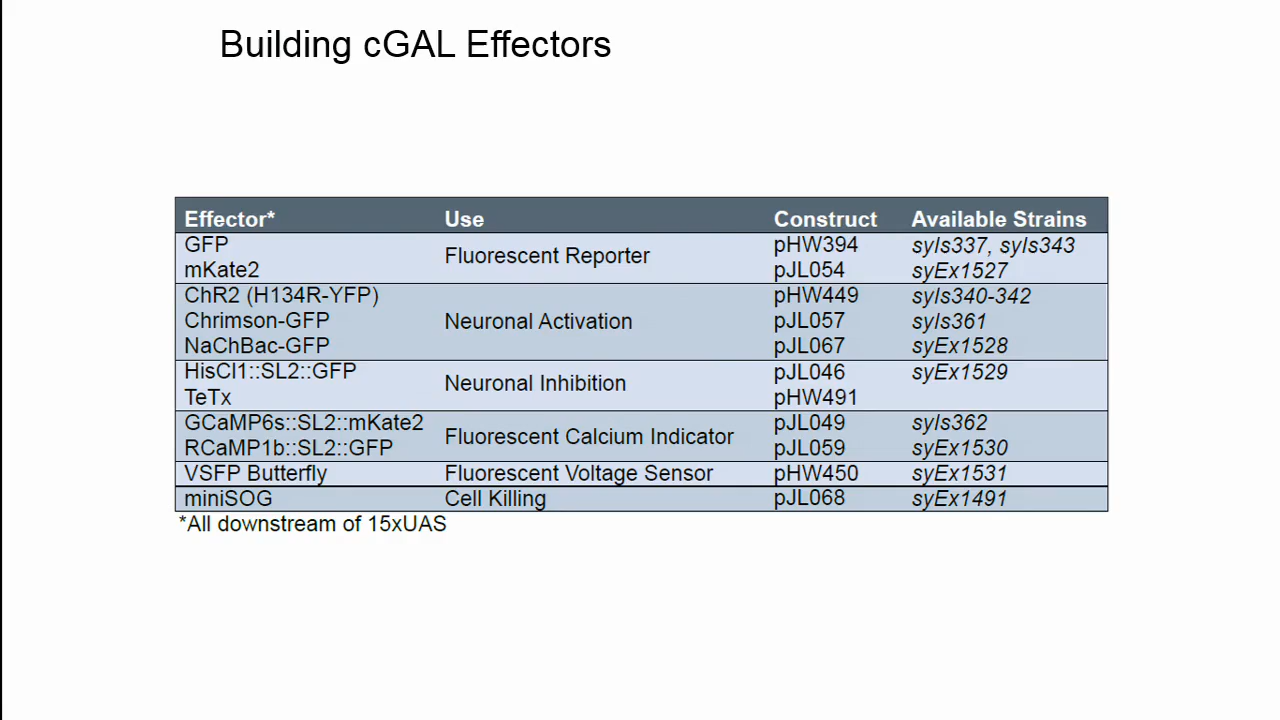 Building cGAL Effectors
Effector* Use Construct Available Strains
GFP pHW394 syIs337, syIs343
Fluorescent Reporter
mKate2 pJL054 syEx1527
ChR2 (H134R-YFP) pHW449 syIs340-342
Chrimson-GFP Neuronal Activation pJL057 syIs361
NaChBac-GFP pJL067 syEx1528
HisCl1::SL2::GFP pJL046 syEx1529
Neuronal Inhibition
TeTx pHW491
GCaMP6s::SL2::mKate2 pJL049 syIs362
Fluorescent Calcium Indicator
RCaMP1b::SL2::GFP pJL059 syEx1530
VSFP Butterfly Fluorescent Voltage Sensor pHW450 syEx1531
miniSOG Cell Killing pJL068 syEx1491
*All downstream of 15xUAS